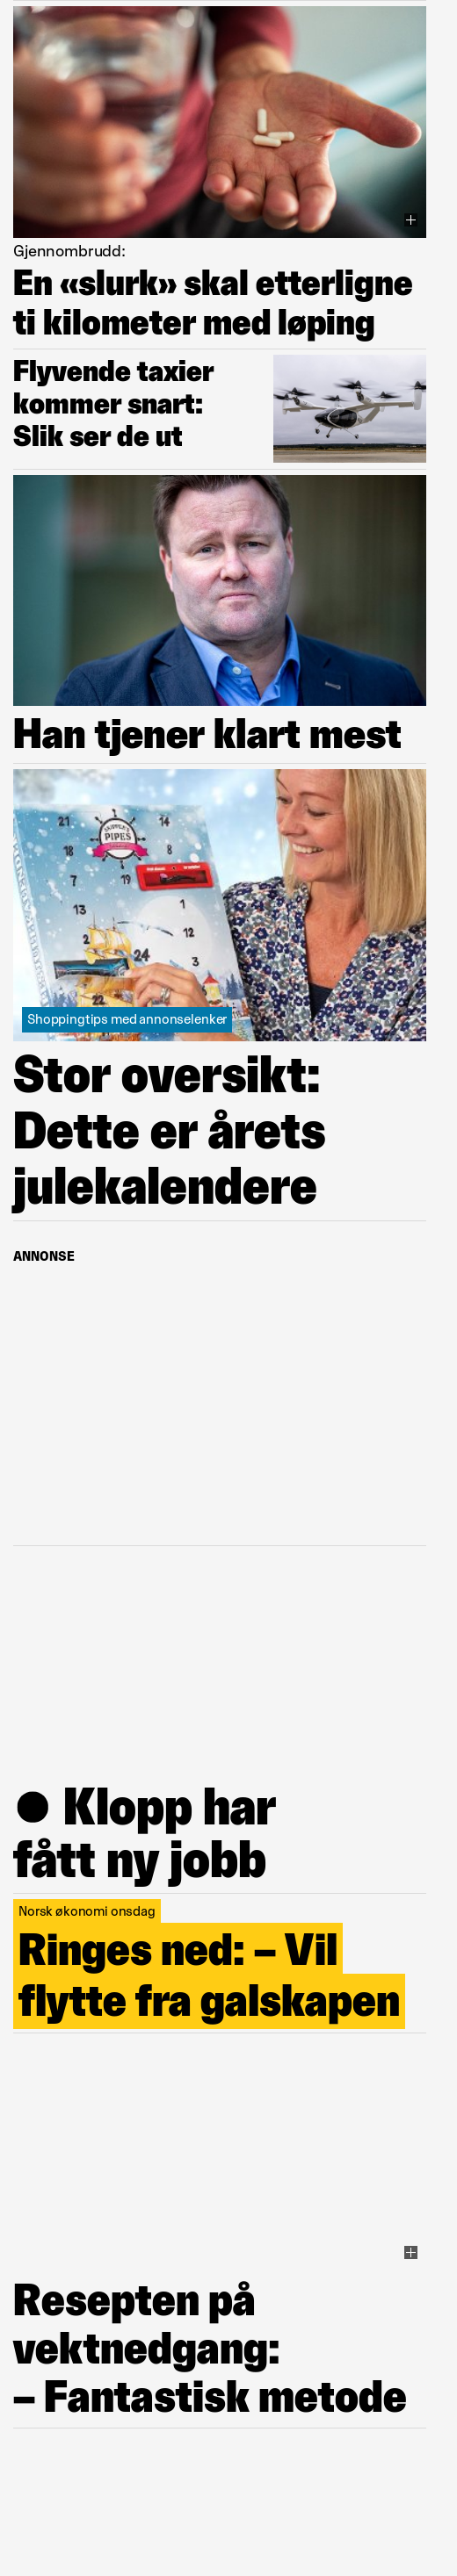 Gjennombrudd:
En «slurk» skal etterligne
ti kilometer med løping
Flyvende taxier
kommer snart:
Slik ser de ut
Han tjener klart mest
21
14
SKIPPER'S
PIPES
18
8
7
19
1
13
12
2
24
3
22
Shoppingtips med annonselenker
Stor oversikt:
Dette er årets
julekalendere
ANNONSE
● Klopp har
fått ny jobb
Norsk økonomi onsdag
Ringes ned: – Vil
flytte fra galskapen
Resepten på
vektnedgang:
– Fantastisk metode